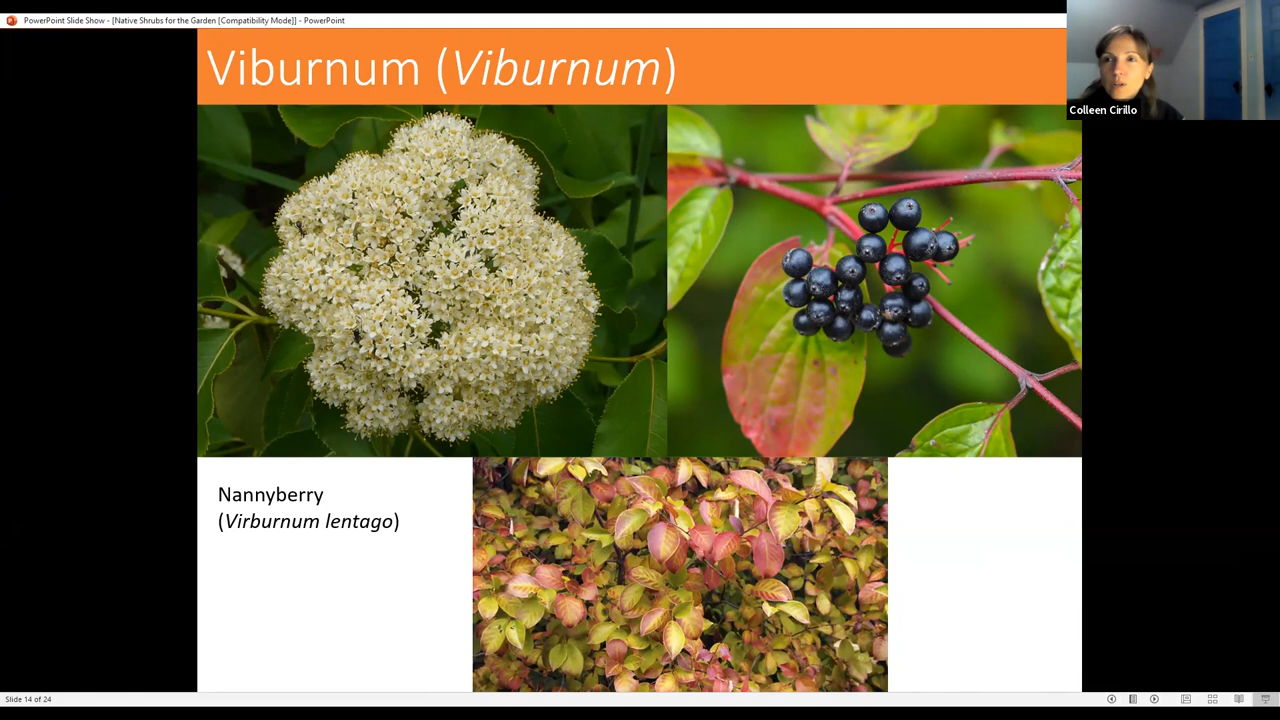 PowerPoint Slide Show - [Native Shrubs for the Garden [Compatibility Mode]] - PowerPoint
Viburnum (Viburnum)
Colleen Cirillo
Nannyberry
(Virburnum lentago)
Slide 14 of 24